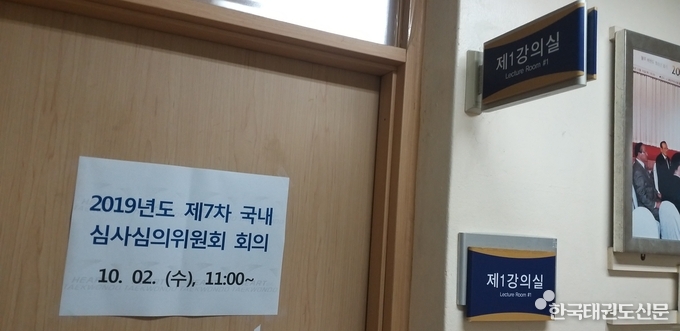 제1강의실
Lecture Room #1
2019년도 제7차 국내
심사심의위원회 회의
10. 02. (수), 11:00~
제1강의실
Lecture Room #1
한국태권도신문